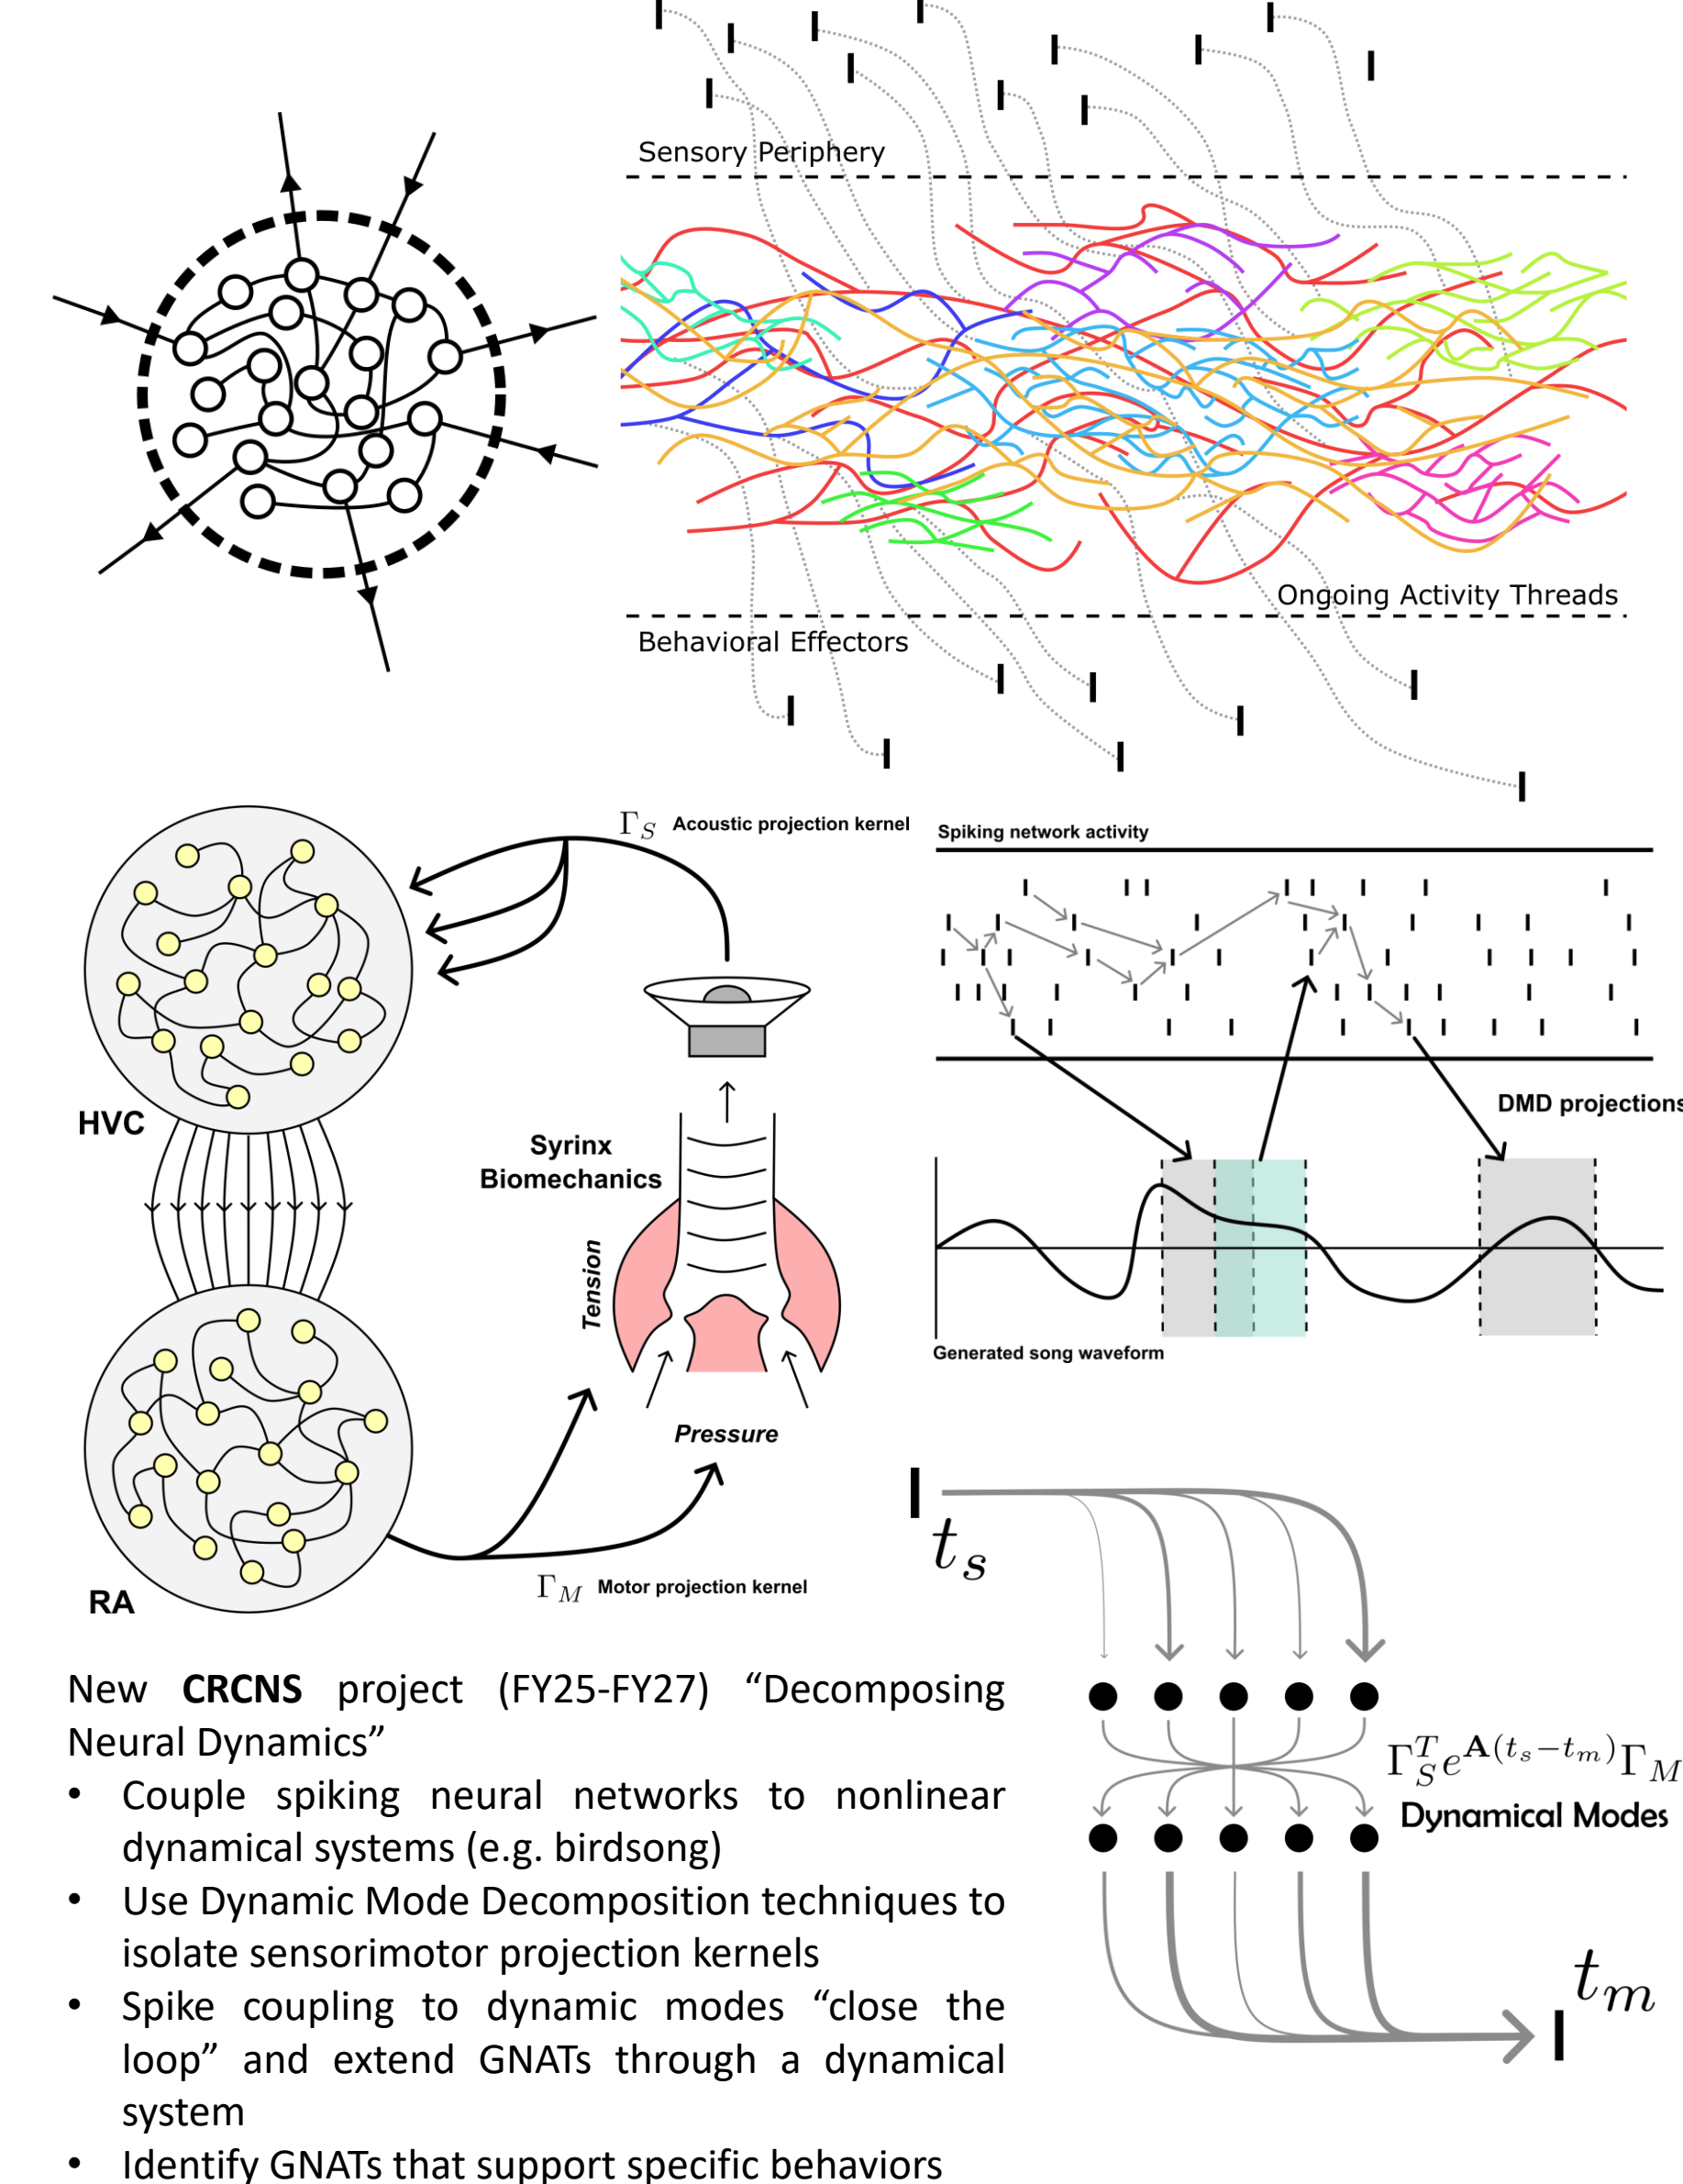 Sensory Periphery
Ongoing Activity Threads
Behavioral Effectors
Γ_S Acoustic projection kernel
Spiking network activity
HVC
DMD projections
Syrinx
Biomechanics
Tension
Generated song waveform
Pressure
t_s
Γ_M Motor projection kernel
RA
New CRCNS project (FY25-FY27) “Decomposing
Neural Dynamics”
• Couple spiking neural networks to nonlinear
dynamical systems (e.g. birdsong)
• Use Dynamic Mode Decomposition techniques to
isolate sensorimotor projection kernels
• Spike coupling to dynamic modes “close the
loop” and extend GNATs through a dynamical
system
• Identify GNATs that support specific behaviors
Γ_S^T e^{A(t_s−t_m)} Γ_M
Dynamical Modes
t_m